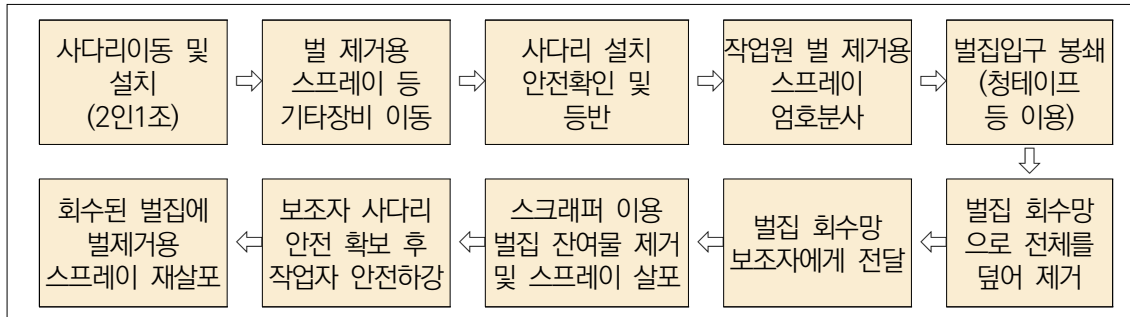 사다리이동 및
설치
(2인1조)
벌 제거용
스프레이 등
기타장비 이동
사다리 설치
안전확인 및
등반
작업원 벌 제거용
스프레이
엄호분사
벌집입구 봉쇄
(청테이프
등 이용)
벌집 회수망
으로 전체를
덮어 제거
벌집 회수망
보조자에게 전달
스크래퍼 이용
벌집 잔여물 제거
및 스프레이 살포
보조자 사다리
안전 확보 후
작업자 안전하강
회수된 벌집에
벌제거용
스프레이 재살포